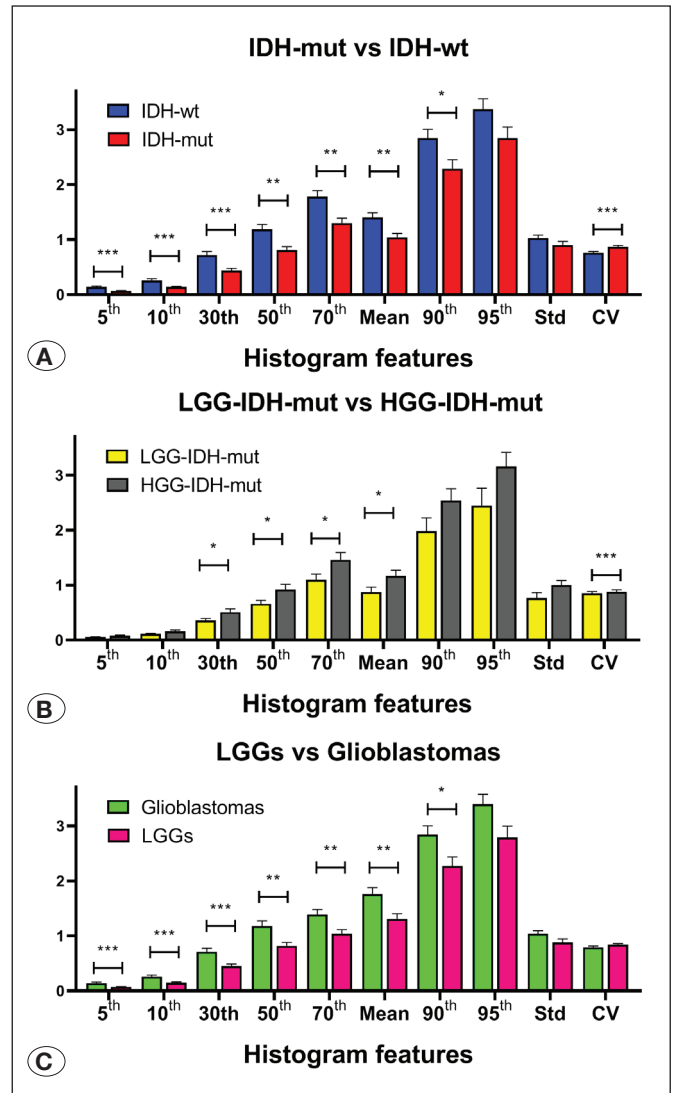 IDH-mut vs IDH-wt
IDH-wt
IDH-mut
*
** ** 
*** *** *** ** ***
3
2
1
0
5th 10th 30th 50th 70th Mean 90th 95th Std CV
Histogram features
A
LGG-IDH-mut vs HGG-IDH-mut
LGG-IDH-mut
HGG-IDH-mut
* * * * ***
3
2
1
0
5th 10th 30th 50th 70th Mean 90th 95th Std CV
Histogram features
B
LGGs vs Glioblastomas
Glioblastomas
LGGs
*** *** *** ** ** ** *
3
2
1
0
5th 10th 30th 50th 70th Mean 90th 95th Std CV
Histogram features
C